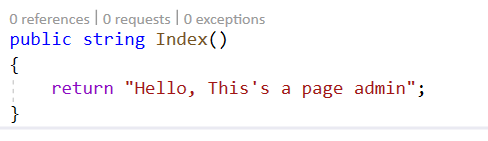 0 references | 0 requests | 0 exceptions
public string Index()
{
    return "Hello, This's a page admin";
}